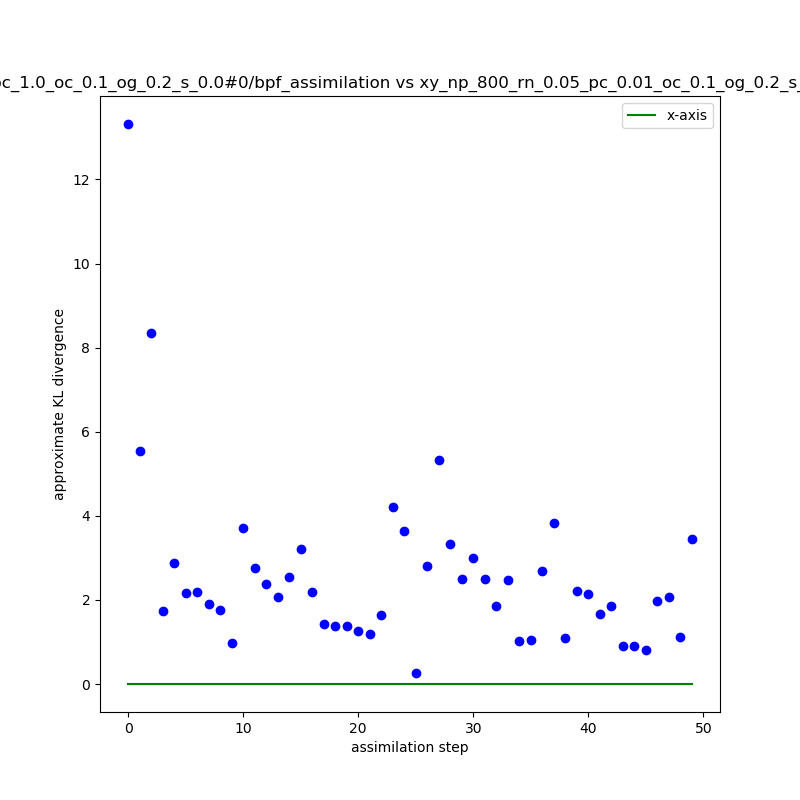 oc_1.0_oc_0.1_og_0.2_s_0.0#0/bpf_assimilation vs xy_np_800_rn_0.05_pc_0.01_oc_0.1_og_0.2_s_
x-axis
approximate KL divergence
12
10
8
6
4
2
0
0 10 20 30 40 50
assimilation step